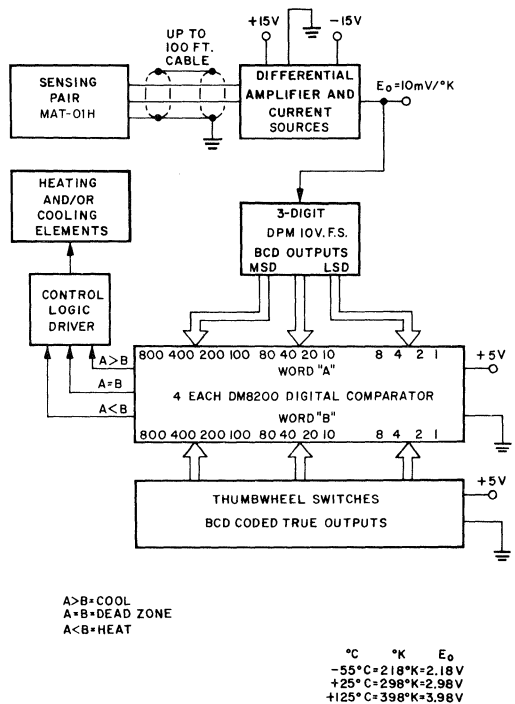 UP TO
100 FT.
CABLE
+15V
-15V
SENSING
PAIR
MAT-01H
DIFFERENTIAL
AMPLIFIER AND
CURRENT
SOURCES
Eo=10mV/°K
HEATING
AND/OR
COOLING
ELEMENTS
3-DIGIT
DPM 10V. F.S.
BCD OUTPUTS
MSD LSD
CONTROL
LOGIC
DRIVER
A>B
A=B
A<B
800 400 200 100 80 40 20 10 8 4 2 1
WORD "A"
4 EACH DM8200 DIGITAL COMPARATOR
WORD "B"
800 400 200 100 80 40 20 10 8 4 2 1
+5V
THUMBWHEEL SWITCHES
BCD CODED TRUE OUTPUTS
+5V
A>B=COOL
A=B=DEAD ZONE
A<B=HEAT
°C °K Eo
-55°C=218°K=2.18V
+25°C=298°K=2.98V
+125°C=398°K=3.98V